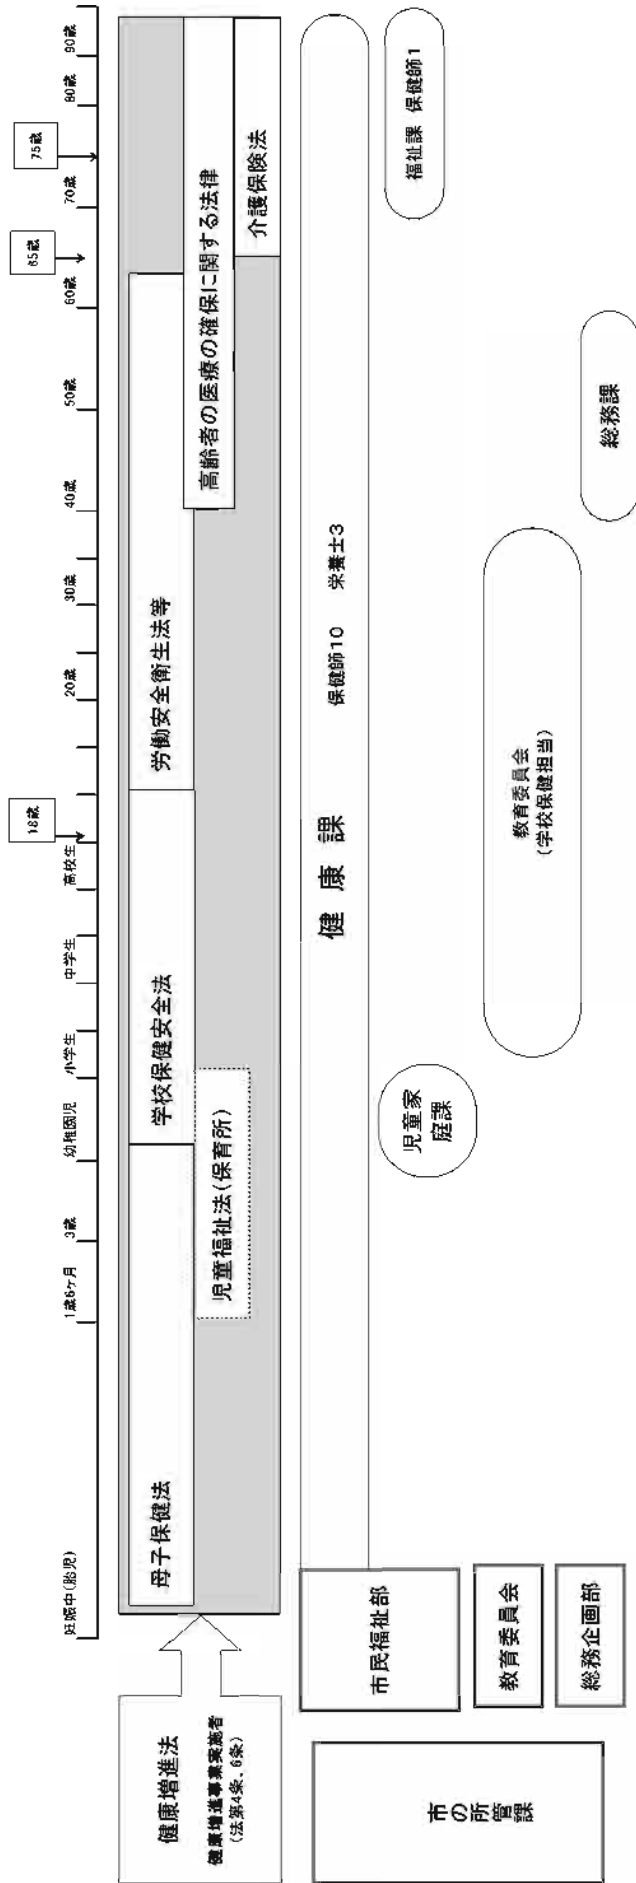 妊娠中(胎児)
1歳6ヶ月
3歳
幼稚園児
小学生
中学生
高校生
18歳
20歳
30歳
40歳
50歳
60歳
65歳
70歳
75歳
80歳
90歳
健康増進法
健康増進事業実施者
(法第4条、6条)
母子保健法
学校保健安全法
労働安全衛生法等
児童福祉法(保育所)
高齢者の医療の確保に関する法律
介護保険法
市の所管課
市民福祉部
健康課
保健師10 栄養士3
児童家
庭課
福祉課 保健師1
教育委員会
教育委員会
(学校保健担当)
総務企画部
総務課